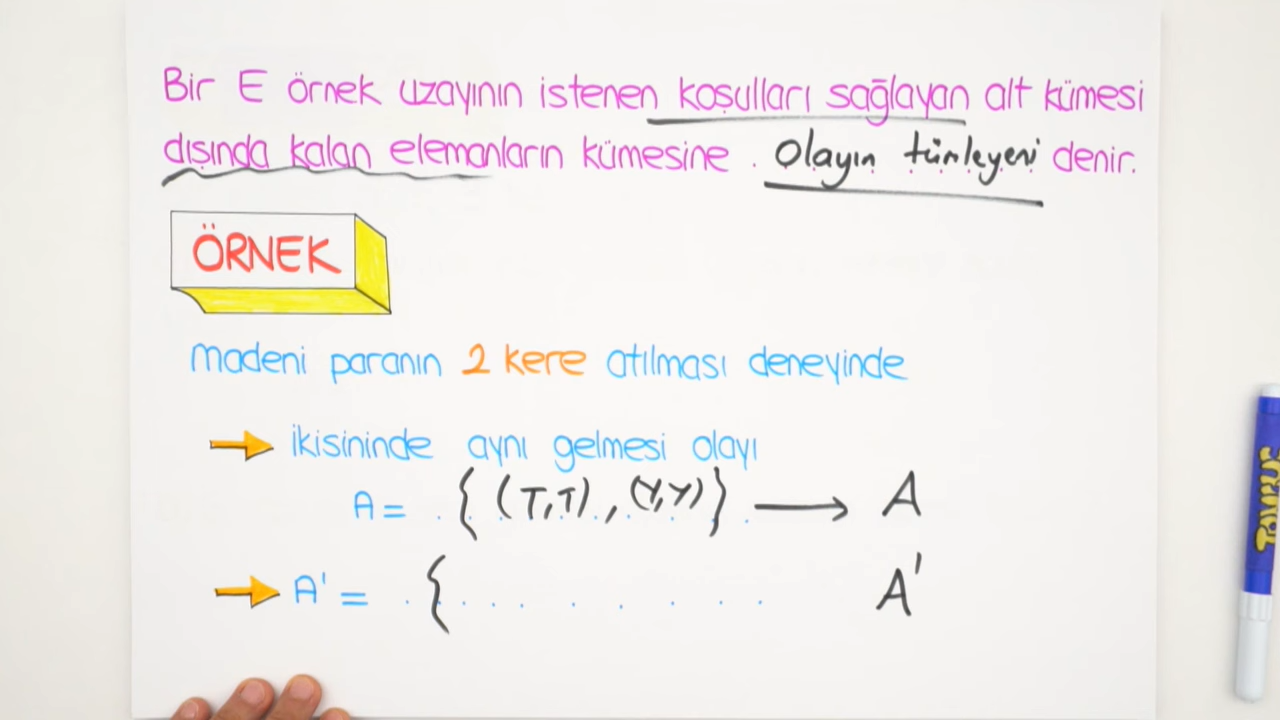 Bir E örnek uzayının istenen koşulları sağlayan alt kümesi
dışında kalan elemanların kümesine . Olayın tümleyeni denir.
ÖRNEK
madeni paranın 2 kere atılması deneyinde
→ İkisininde aynı gelmesi olayı
A = { (T,T) , (Y,Y) } → A
→ A' = { A'